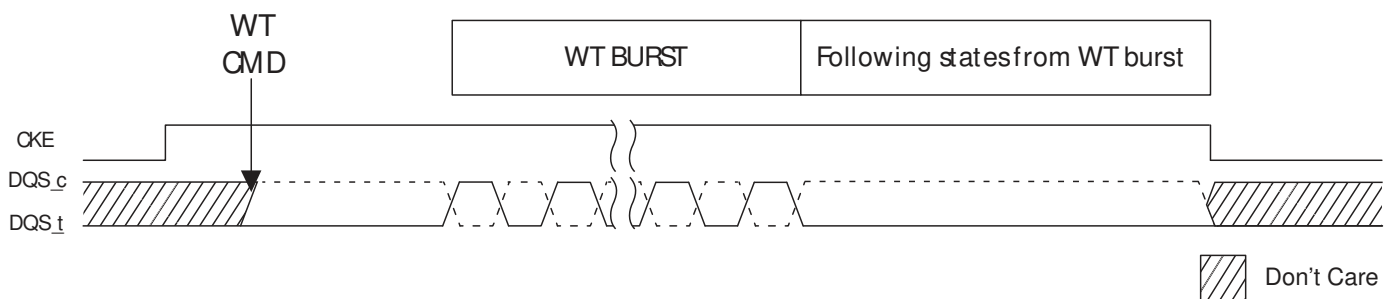 WT
CMD
WT BURST
Following states from WT burst
CKE
DQS_c
DQS_t
Don't Care